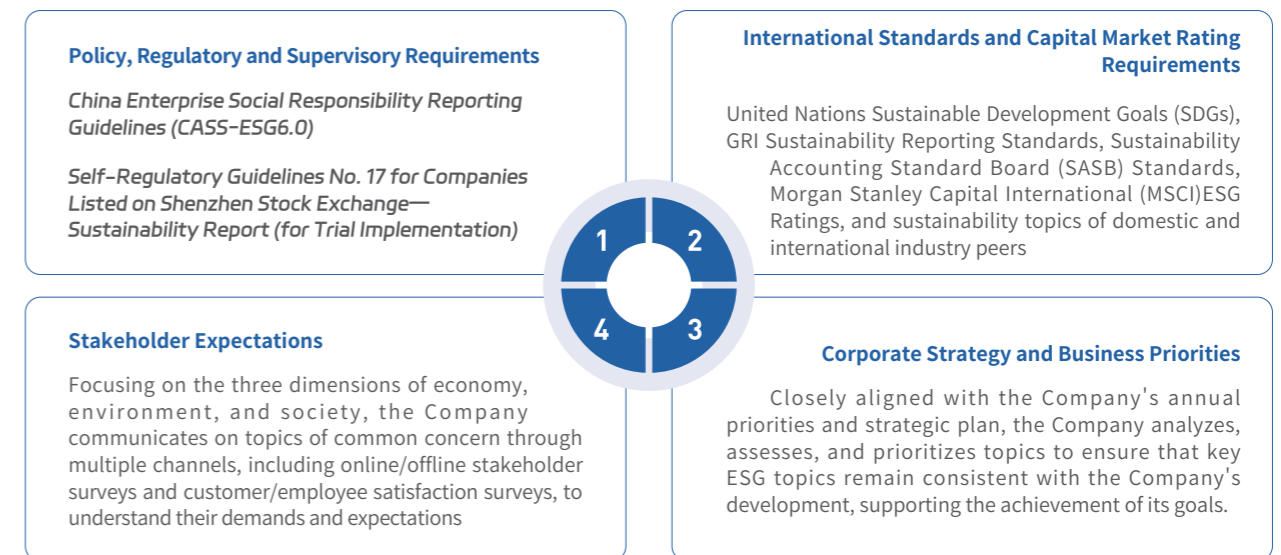 Policy, Regulatory and Supervisory Requirements
China Enterprise Social Responsibility Reporting
Guidelines (CASS-ESG6.0)
Self-Regulatory Guidelines No. 17 for Companies
Listed on Shenzhen Stock Exchange—
Sustainability Report (for Trial Implementation)
International Standards and Capital Market Rating
Requirements
United Nations Sustainable Development Goals (SDGs),
GRI Sustainability Reporting Standards, Sustainability
Accounting Standard Board (SASB) Standards,
Morgan Stanley Capital International (MSCI)ESG
Ratings, and sustainability topics of domestic and
international industry peers
1
2
4
3
Stakeholder Expectations
Focusing on the three dimensions of economy,
environment, and society, the Company
communicates on topics of common concern through
multiple channels, including online/offline stakeholder
surveys and customer/employee satisfaction surveys, to
understand their demands and expectations
Corporate Strategy and Business Priorities
Closely aligned with the Company's annual
priorities and strategic plan, the Company analyzes,
assesses, and prioritizes topics to ensure that key
ESG topics remain consistent with the Company's
development, supporting the achievement of its goals.